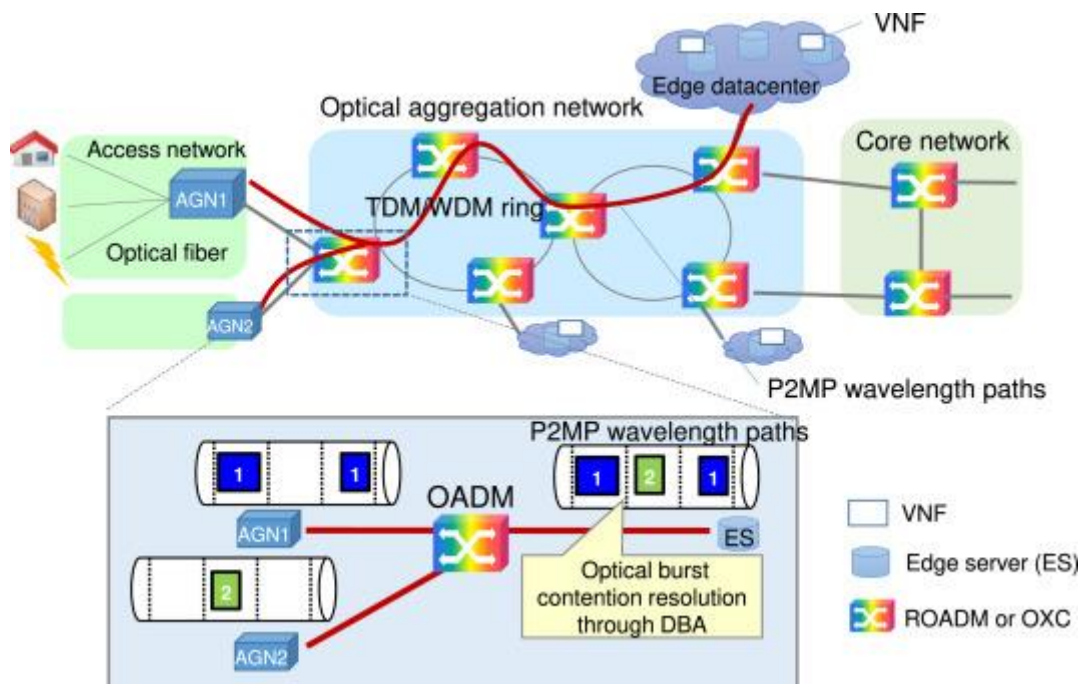 VNF
Edge datacenter
Optical aggregation network
Core network
Access network
AGN1
TDM/WDM ring
Optical fiber
AGN2
P2MP wavelength paths
P2MP wavelength paths
1
1
1
2
1
OADM
AGN1
ES
2
Optical burst
contention resolution
through DBA
AGN2
VNF
Edge server (ES)
ROADM or OXC